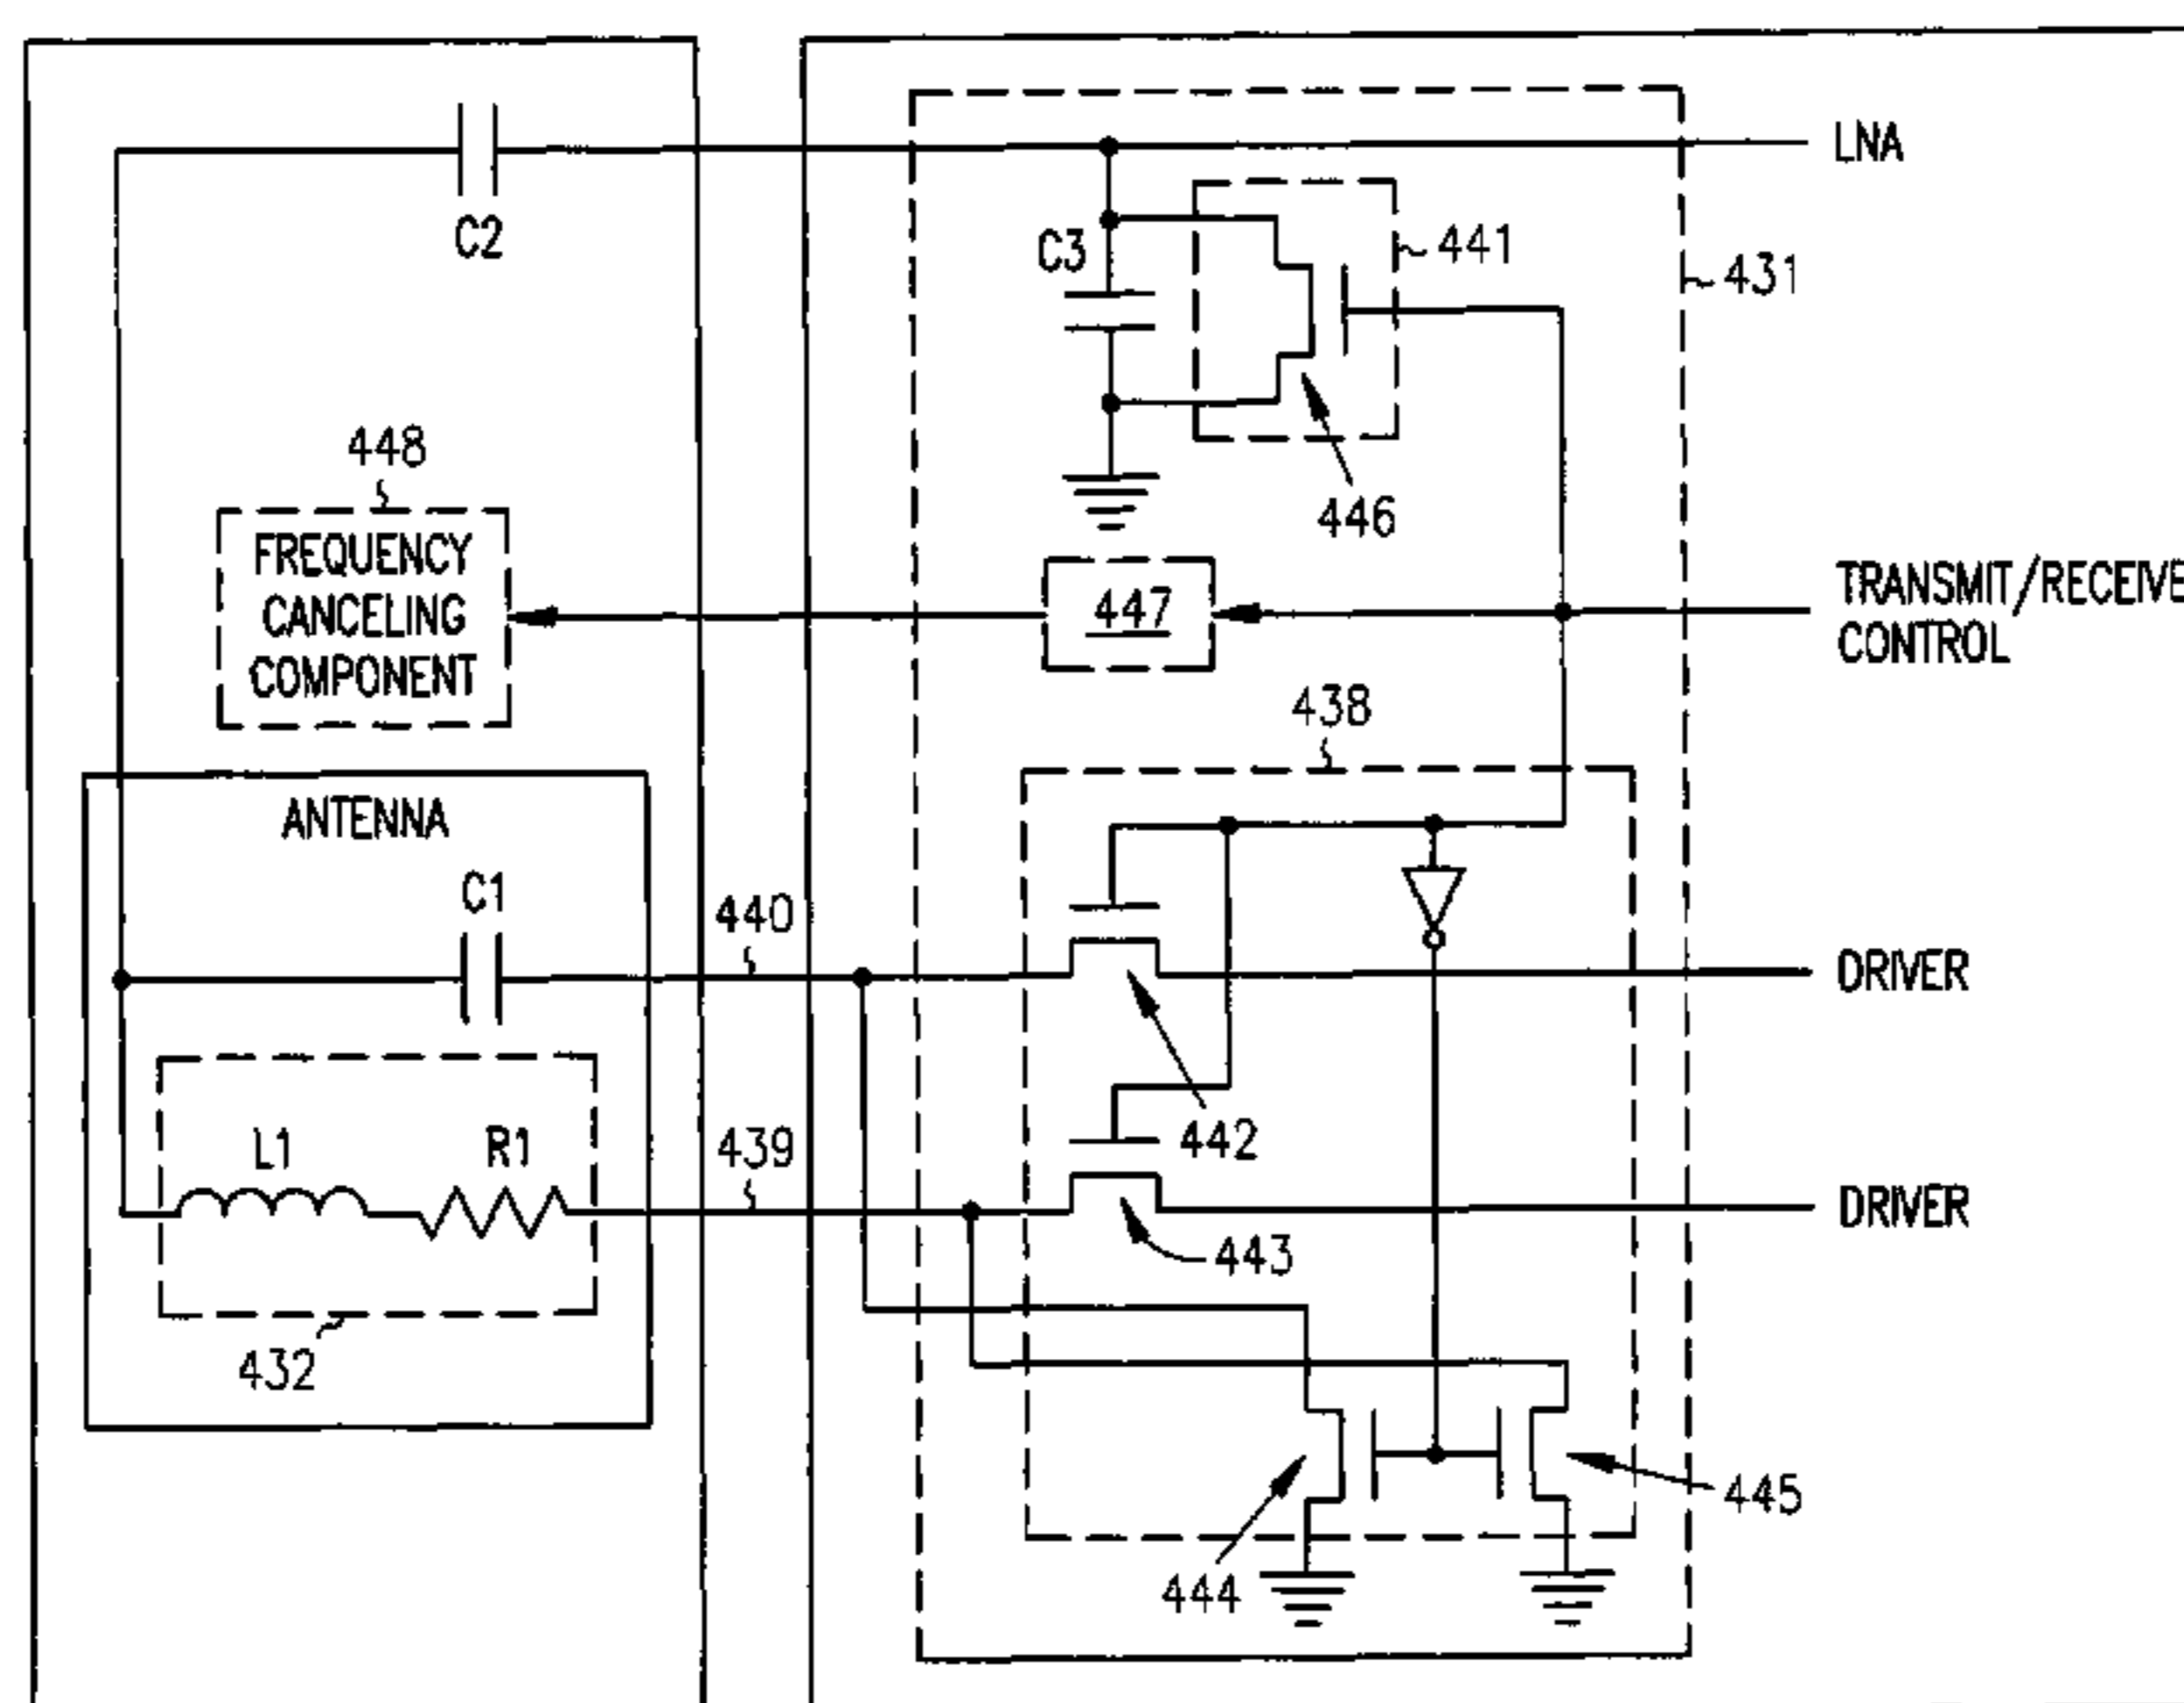 LNA
C2
C3
441
431
446
448
FREQUENCY
CANCELING
COMPONENT
447
TRANSMIT/RECEIVE
CONTROL
438
ANTENNA
C1
440
DRIVER
442
L1
R1
439
DRIVER
443
432
445
444